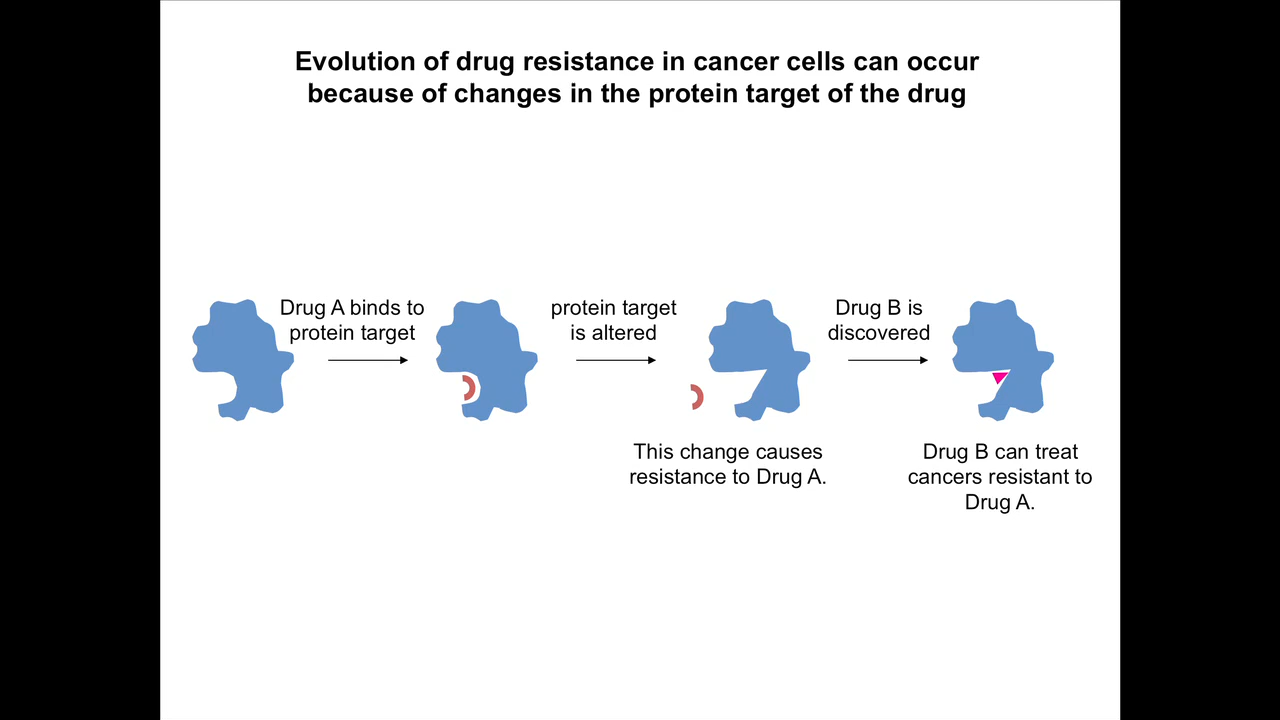 Evolution of drug resistance in cancer cells can occur
because of changes in the protein target of the drug
Drug A binds to
protein target
protein target
is altered
Drug B is
discovered
This change causes
resistance to Drug A.
Drug B can treat
cancers resistant to
Drug A.